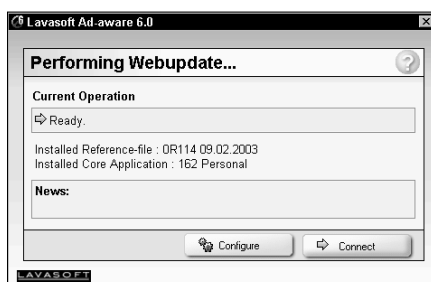 Lavasoft Ad-aware 6.0
Performing Webupdate...
Current Operation
Ready.
Installed Reference-file : 0R114 09.02.2003
Installed Core Application : 162 Personal
News:
Configure
Connect
LAVASOFT